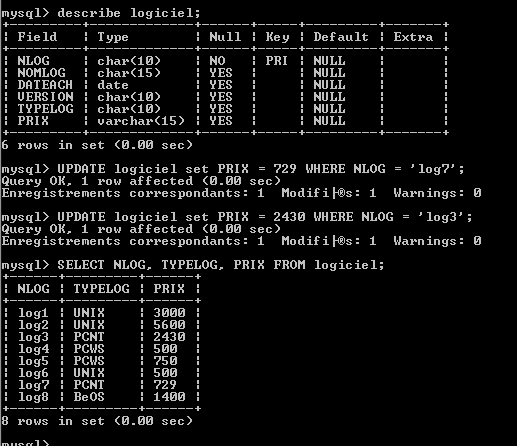 mysql> describe logiciel;
+---------+-------------+------+-----+---------+-------+
| Field   | Type        | Null | Key | Default | Extra |
+---------+-------------+------+-----+---------+-------+
| NLOG    | char(10)    | NO   | PRI | NULL    |       |
| NOMLOG  | char(15)    | YES  |     | NULL    |       |
| DATEACH | date        | YES  |     | NULL    |       |
| VERSION | char(10)    | YES  |     | NULL    |       |
| TYPELOG | char(10)    | YES  |     | NULL    |       |
| PRIX    | varchar(15) | YES  |     | NULL    |       |
+---------+-------------+------+-----+---------+-------+
6 rows in set (0.00 sec)
mysql> UPDATE logiciel set PRIX = 729 WHERE NLOG = 'log7';
Query OK, 1 row affected (0.00 sec)
Enregistrements correspondants: 1  Modifi├®s: 1  Warnings: 0
mysql> UPDATE logiciel set PRIX = 2430 WHERE NLOG = 'log3';
Query OK, 1 row affected (0.00 sec)
Enregistrements correspondants: 1  Modifi├®s: 1  Warnings: 0
mysql> SELECT NLOG, TYPELOG, PRIX FROM logiciel;
+------+---------+------+
| NLOG | TYPELOG | PRIX |
+------+---------+------+
| log1 | UNIX    | 3000 |
| log2 | UNIX    | 5600 |
| log3 | PCNT    | 2430 |
| log4 | PCWS    | 500  |
| log5 | PCWS    | 750  |
| log6 | UNIX    | 500  |
| log7 | PCNT    | 729  |
| log8 | BeOS    | 1400 |
+------+---------+------+
8 rows in set (0.00 sec)
mysql>